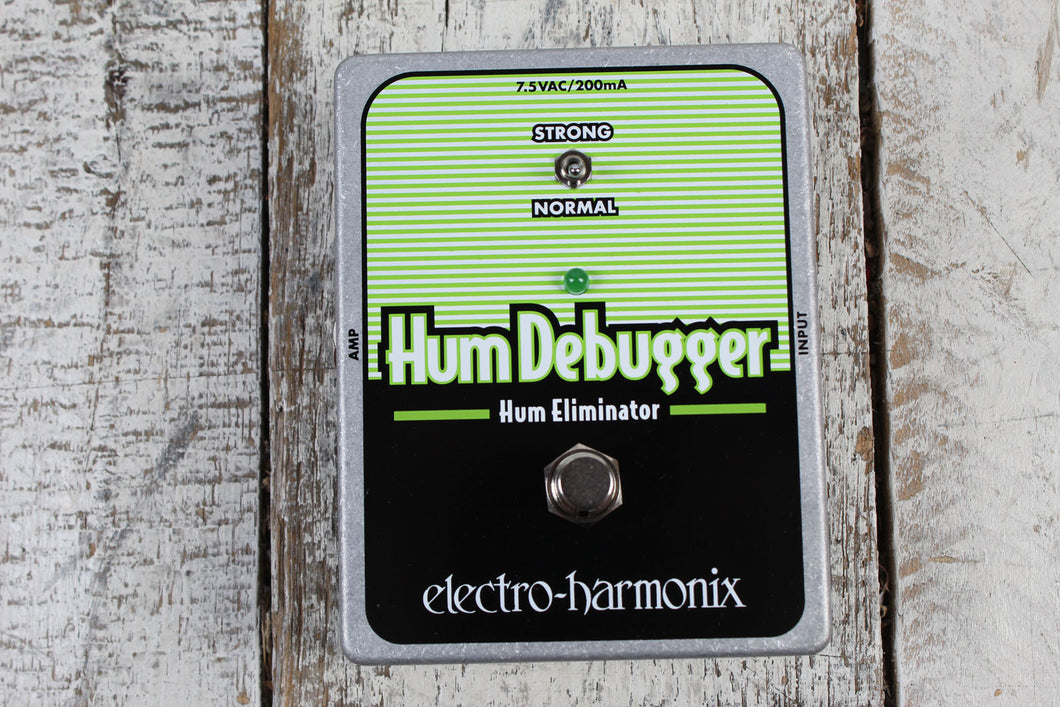 7.5VAC/200mA
STRONG
NORMAL
AMP
INPUT
Hum Debugger
Hum Eliminator
electro-harmonix